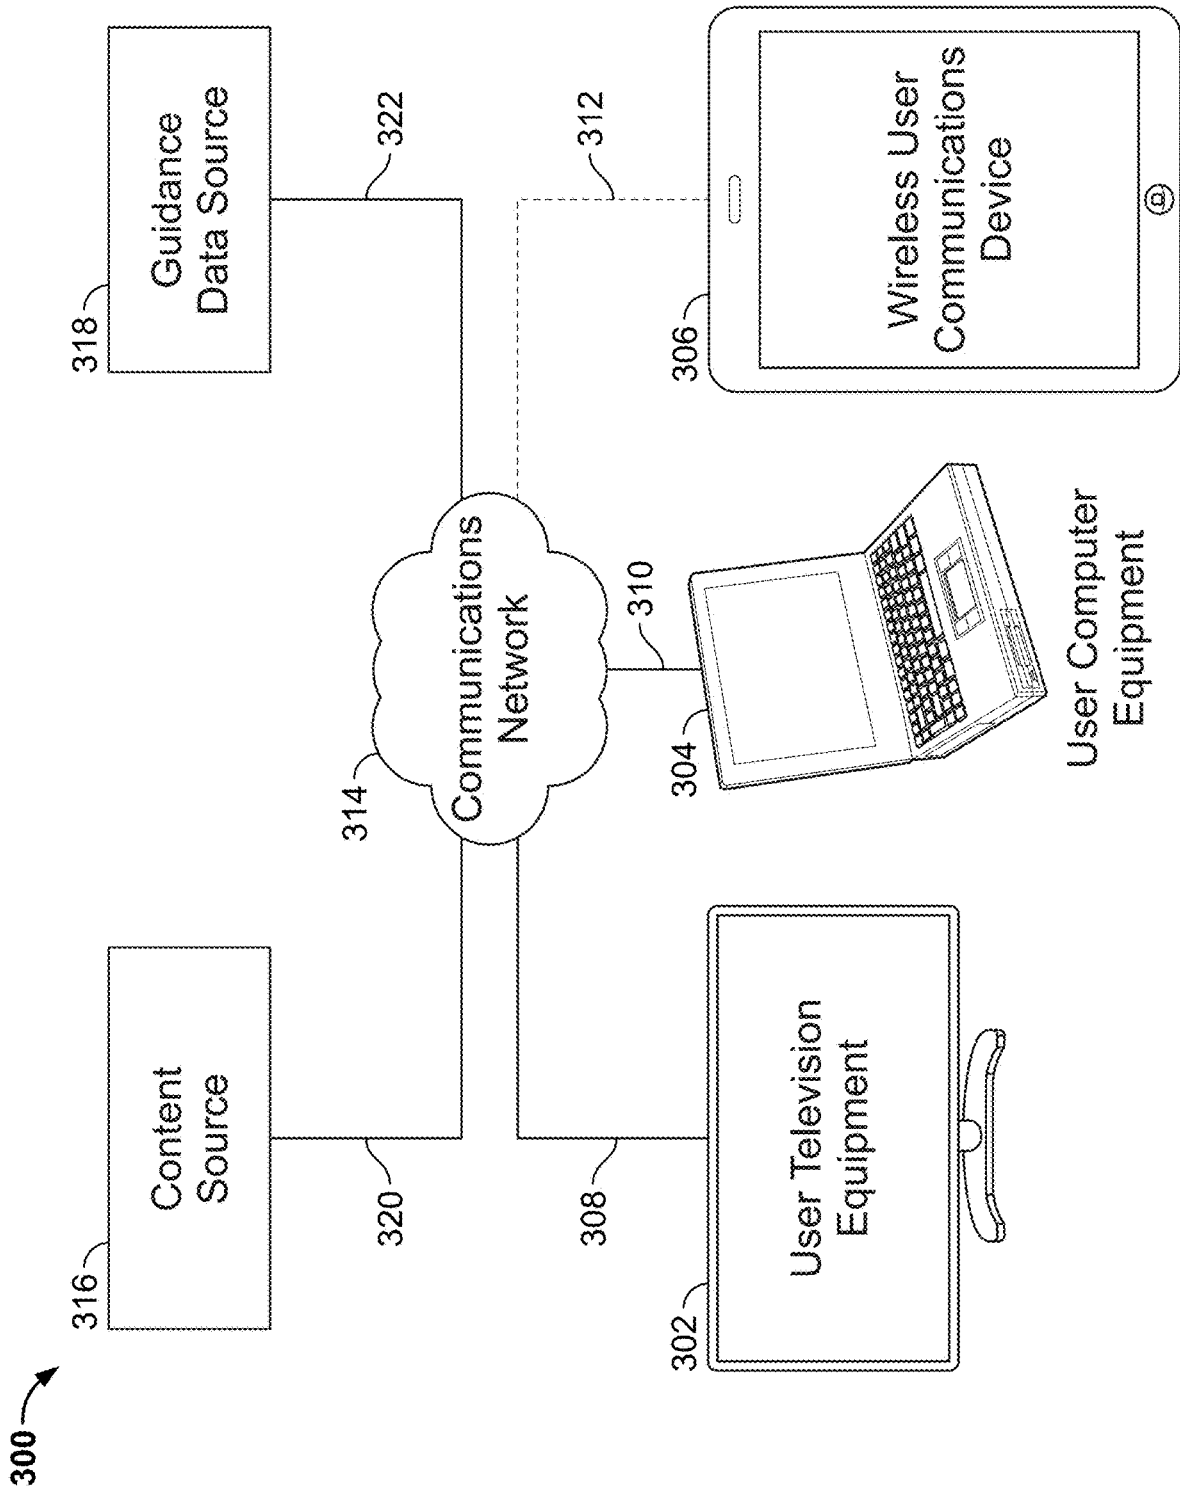 300
316
Content
Source
318
Guidance
Data Source
320
322
314
Communications
Network
308
310
312
302
User Television
Equipment
304
User Computer
Equipment
306
Wireless User
Communications
Device